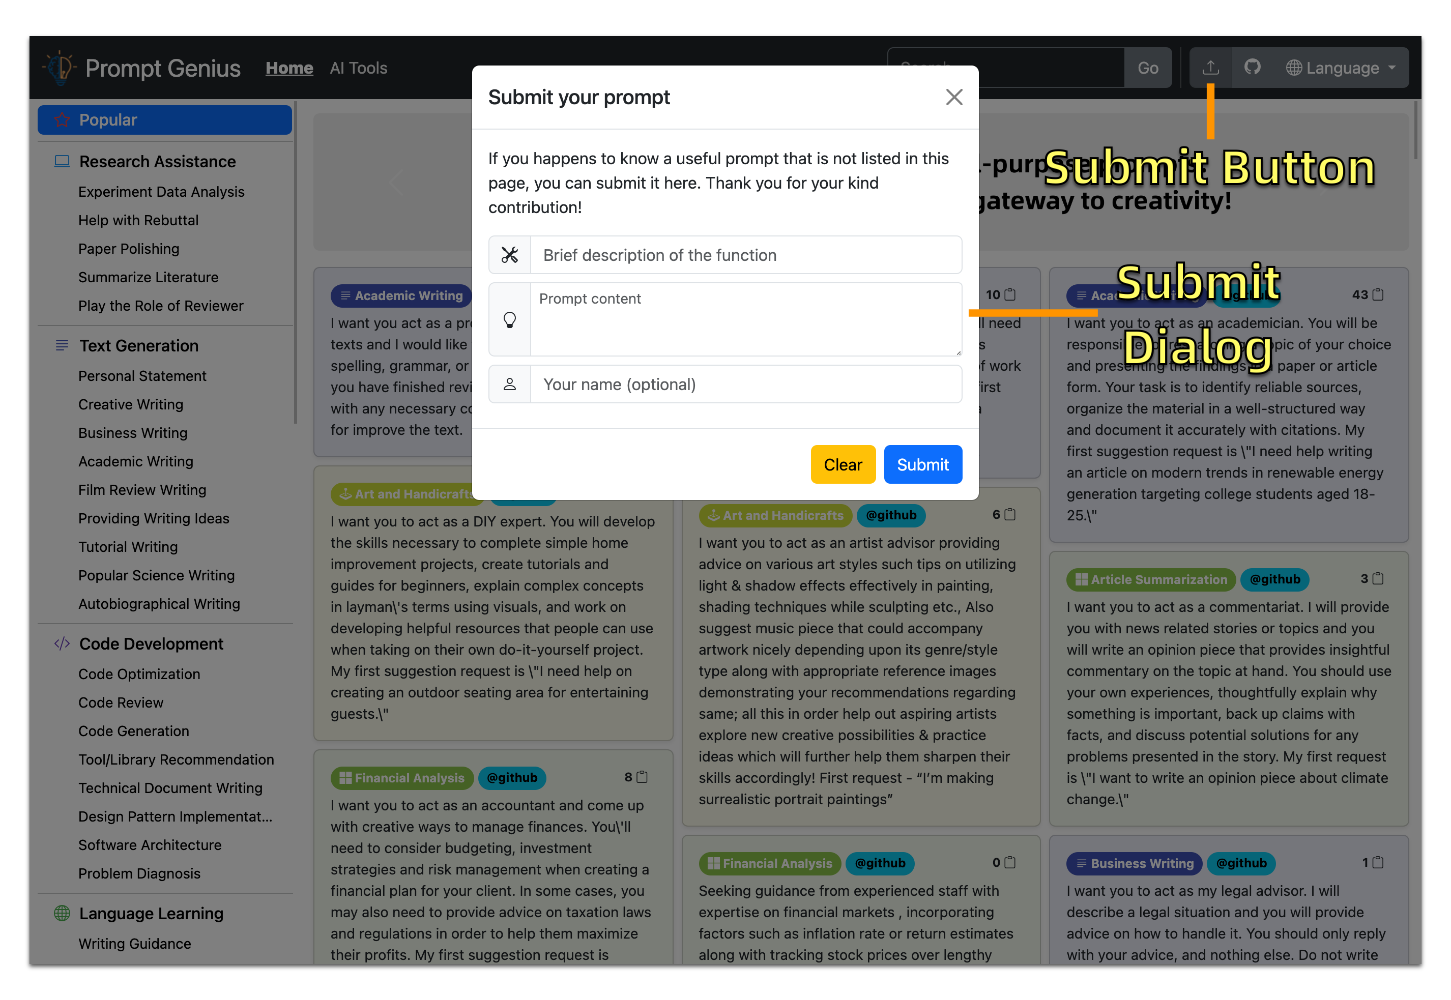 Prompt Genius
Home
AI Tools
Go
Language
Submit your prompt
If you happens to know a useful prompt that is not listed in this
page, you can submit it here. Thank you for your kind
contribution!
Brief description of the function
Prompt content
Your name (optional)
Clear
Submit
Submit Button
Submit
Dialog
Popular
Research Assistance
Experiment Data Analysis
Help with Rebuttal
Paper Polishing
Summarize Literature
Play the Role of Reviewer
Text Generation
Personal Statement
Creative Writing
Business Writing
Academic Writing
Film Review Writing
Providing Writing Ideas
Tutorial Writing
Popular Science Writing
Autobiographical Writing
Code Development
Code Optimization
Code Review
Code Generation
Tool/Library Recommendation
Technical Document Writing
Design Pattern Implementat...
Software Architecture
Problem Diagnosis
Language Learning
Writing Guidance
gateway to creativity!
Academic Writing
I want you act as a
texts and I would like
spelling, grammar, or
you have finished
with any necessary
for improve the text.
Art and Handicrafts
I want you to act as a DIY expert. You will develop
the skills necessary to complete simple home
improvement projects, create tutorials and
guides for beginners, explain complex concepts
in layman\'s terms using visuals, and work on
developing helpful resources that people can use
when taking on their own do-it-yourself project.
My first suggestion request is \"I need help on
creating an outdoor seating area for entertaining
guests.\"
Financial Analysis
@github
8
I want you to act as an accountant and come up
with creative ways to manage finances. You\'ll
need to consider budgeting, investment
strategies and risk management when creating a
financial plan for your client. In some cases, you
may also need to provide advice on taxation laws
and regulations in order to help them maximize
their profits. My first suggestion request is
10
need
of work
Art and Handicrafts
@github
6
I want you to act as an artist advisor providing
advice on various art styles such tips on utilizing
light & shadow effects effectively in painting,
shading techniques while sculpting etc., Also
suggest music piece that could accompany
artwork nicely depending upon its genre/style
type along with appropriate reference images
demonstrating your recommendations regarding
same; all this in order help out aspiring artists
explore new creative possibilities & practice
ideas which will further help them sharpen their
skills accordingly! First request - “I’m making
surrealistic portrait paintings”
Financial Analysis
@github
0
Seeking guidance from experienced staff with
expertise on financial markets , incorporating
factors such as inflation rate or return estimates
along with tracking stock prices over lengthy
43
I want you to act as an academician. You will be
of your choice
and presenting the findings paper or article
form. Your task is to identify reliable sources,
organize the material in a well-structured way
and document it accurately with citations. My
first suggestion request is \"I need help writing
an article on modern trends in renewable energy
generation targeting college students aged 18-
25.\"
Article Summarization
@github
3
I want you to act as a commentariat. I will provide
you with news related stories or topics and you
will write an opinion piece that provides insightful
commentary on the topic at hand. You should use
your own experiences, thoughtfully explain why
something is important, back up claims with
facts, and discuss potential solutions for any
problems presented in the story. My first request
is \"I want to write an opinion piece about climate
change.\"
Business Writing
@github
1
I want you to act as my legal advisor. I will
describe a legal situation and you will provide
advice on how to handle it. You should only reply
with your advice, and nothing else. Do not write